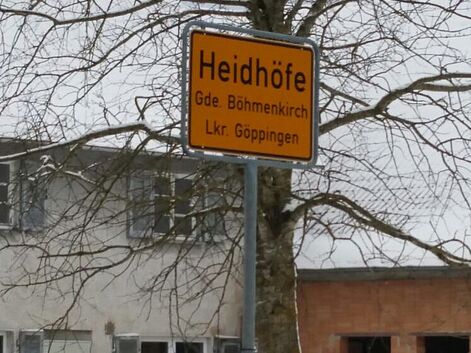 Heidhöfe
Gde. Böhmenkirch
Lkr. Göppingen